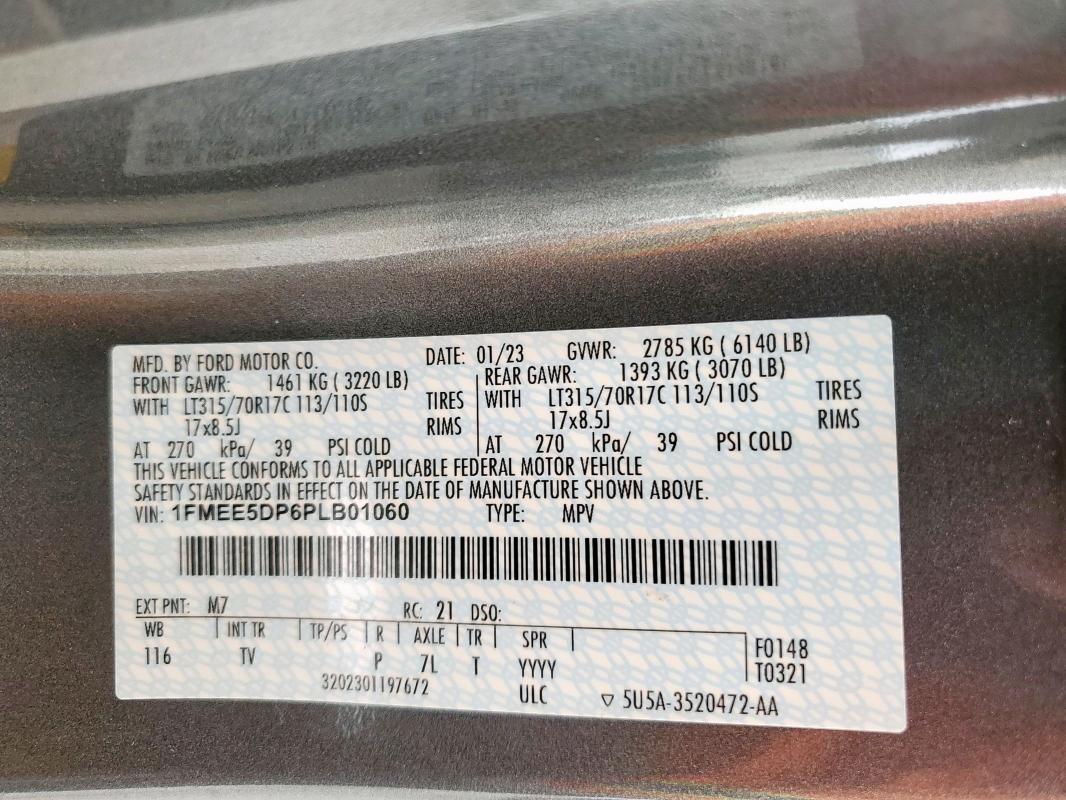 MFD. BY FORD MOTOR CO. DATE: 01/23 GVWR: 2785 KG ( 6140 LB)
FRONT GAWR: 1461 KG ( 3220 LB) REAR GAWR: 1393 KG ( 3070 LB)
WITH LT315/70R17C 113/110S TIRES WITH LT315/70R17C 113/110S TIRES
17x8.5J RIMS 17x8.5J RIMS
AT 270 kPa/ 39 PSI COLD AT 270 kPa/ 39 PSI COLD
THIS VEHICLE CONFORMS TO ALL APPLICABLE FEDERAL MOTOR VEHICLE
SAFETY STANDARDS IN EFFECT ON THE DATE OF MANUFACTURE SHOWN ABOVE.
VIN: 1FMEE5DP6PLB01060 TYPE: MPV
EXT PNT: M7 RC: 21 DSO:
WB INT TR TP/PS R AXLE TR SPR F0148
116 TV P 7L T YYYY T0321
3202301197672 ULC ▽ 5U5A-3520472-AA